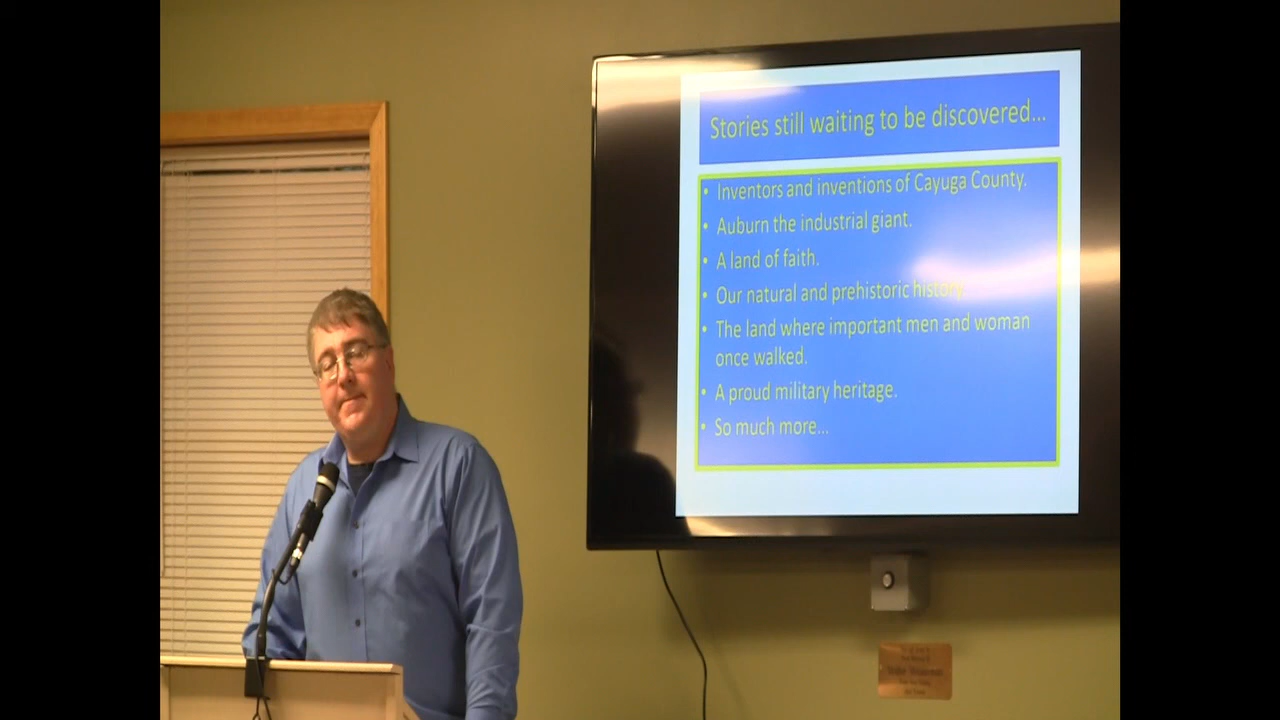 Stories still waiting to be discovered...
• Inventors and inventions of Cayuga County.
• Auburn the industrial giant.
• A land of faith.
• Our natural and prehistoric history
• The land where important men and woman
once walked.
• A proud military heritage.
• So much more...